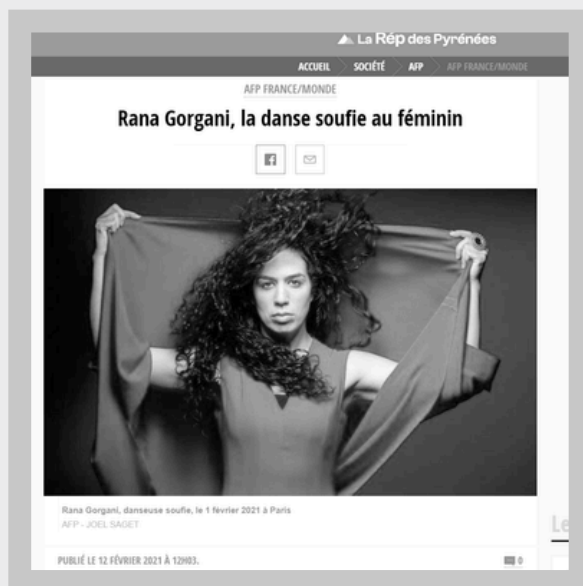 La Rép des Pyrénées
ACCUEIL SOCIÉTÉ AFP AFP FRANCE/MONDE
AFP FRANCE/MONDE
Rana Gorgani, la danse soufie au féminin
Rana Gorgani, danseuse soufie, le 1 février 2021 à Paris
AFP - JOEL SAGET
Le
PUBLIÉ LE 12 FÉVRIER 2021 À 12H03.
0